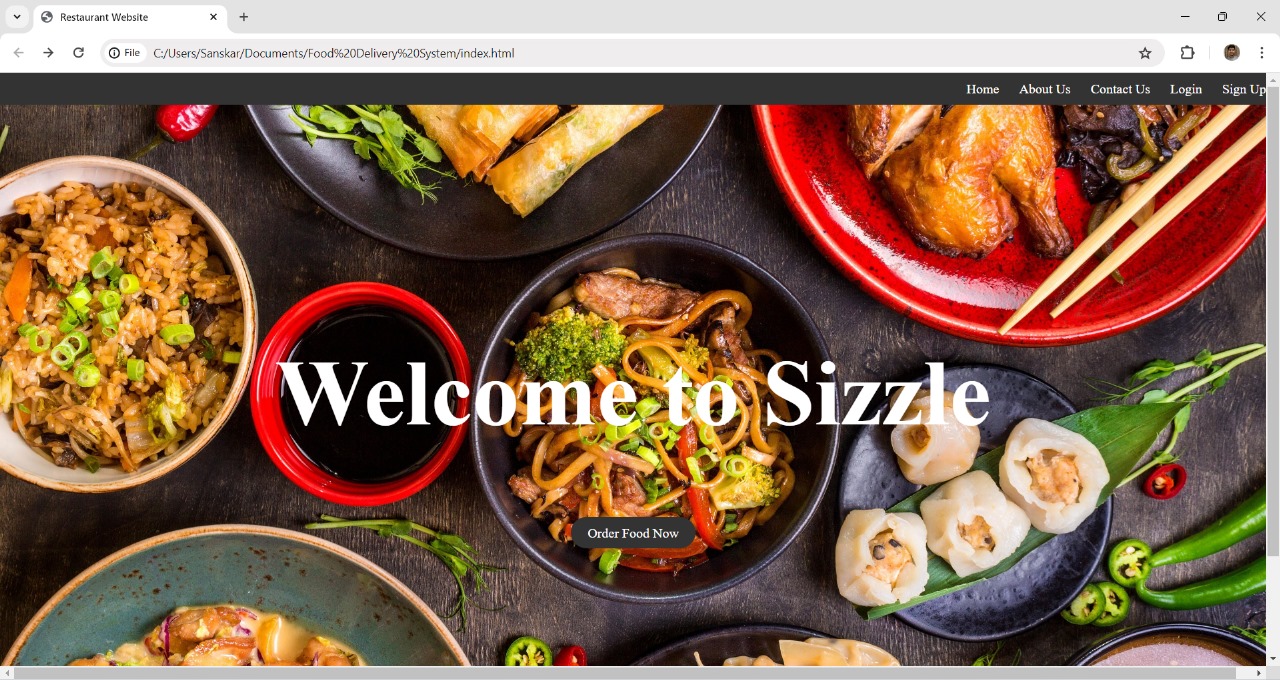 Restaurant Website
File C:/Users/Sanskar/Documents/Food%20Delivery%20System/index.html
Home About Us Contact Us Login Sign Up
Welcome to Sizzle
Order Food Now